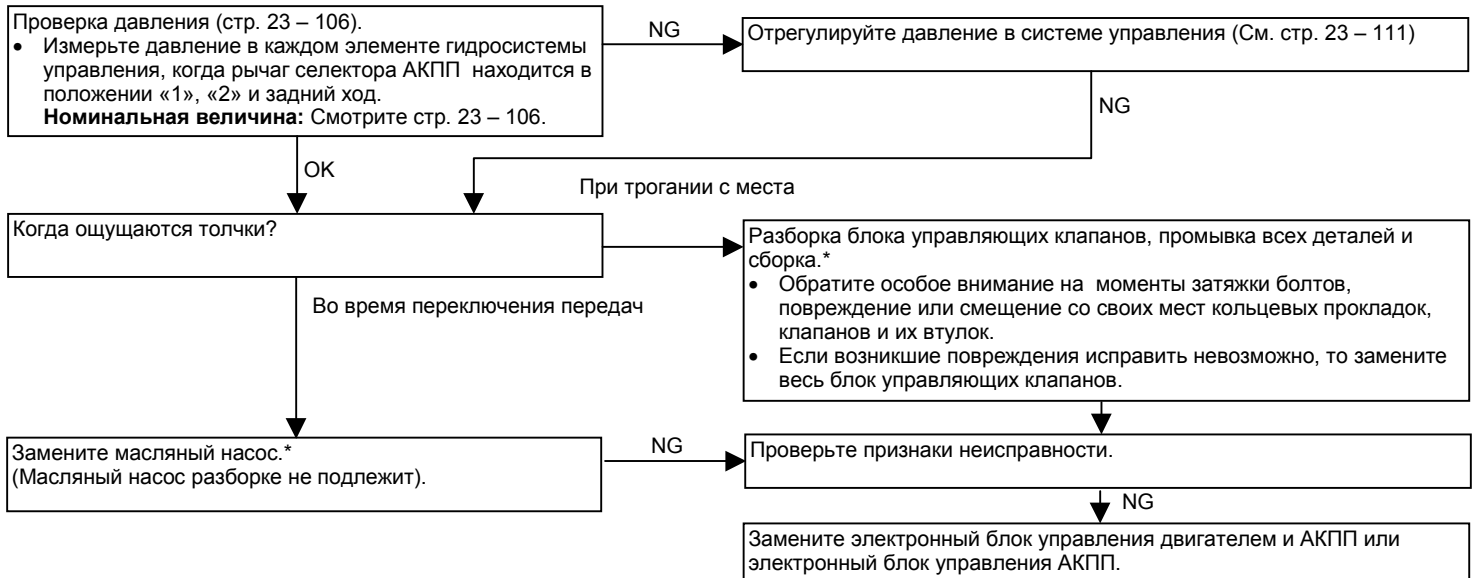 Проверка давления (стр. 23 – 106).
• Измерьте давление в каждом элементе гидросистемы
управления, когда рычаг селектора АКПП находится в
положении «1», «2» и задний ход.
Номинальная величина: Смотрите стр. 23 – 106.
NG
Отрегулируйте давление в системе управления (См. стр. 23 – 111)
NG
OK
При трогании с места
Когда ощущаются толчки?
Разборка блока управляющих клапанов, промывка всех деталей и
сборка.*
• Обратите особое внимание на моменты затяжки болтов,
повреждение или смещение со своих мест кольцевых прокладок,
клапанов и их втулок.
• Если возникшие повреждения исправить невозможно, то замените
весь блок управляющих клапанов.
Во время переключения передач
Замените масляный насос.*
(Масляный насос разборке не подлежит).
NG
Проверьте признаки неисправности.
NG
Замените электронный блок управления двигателем и АКПП или
электронный блок управления АКПП.